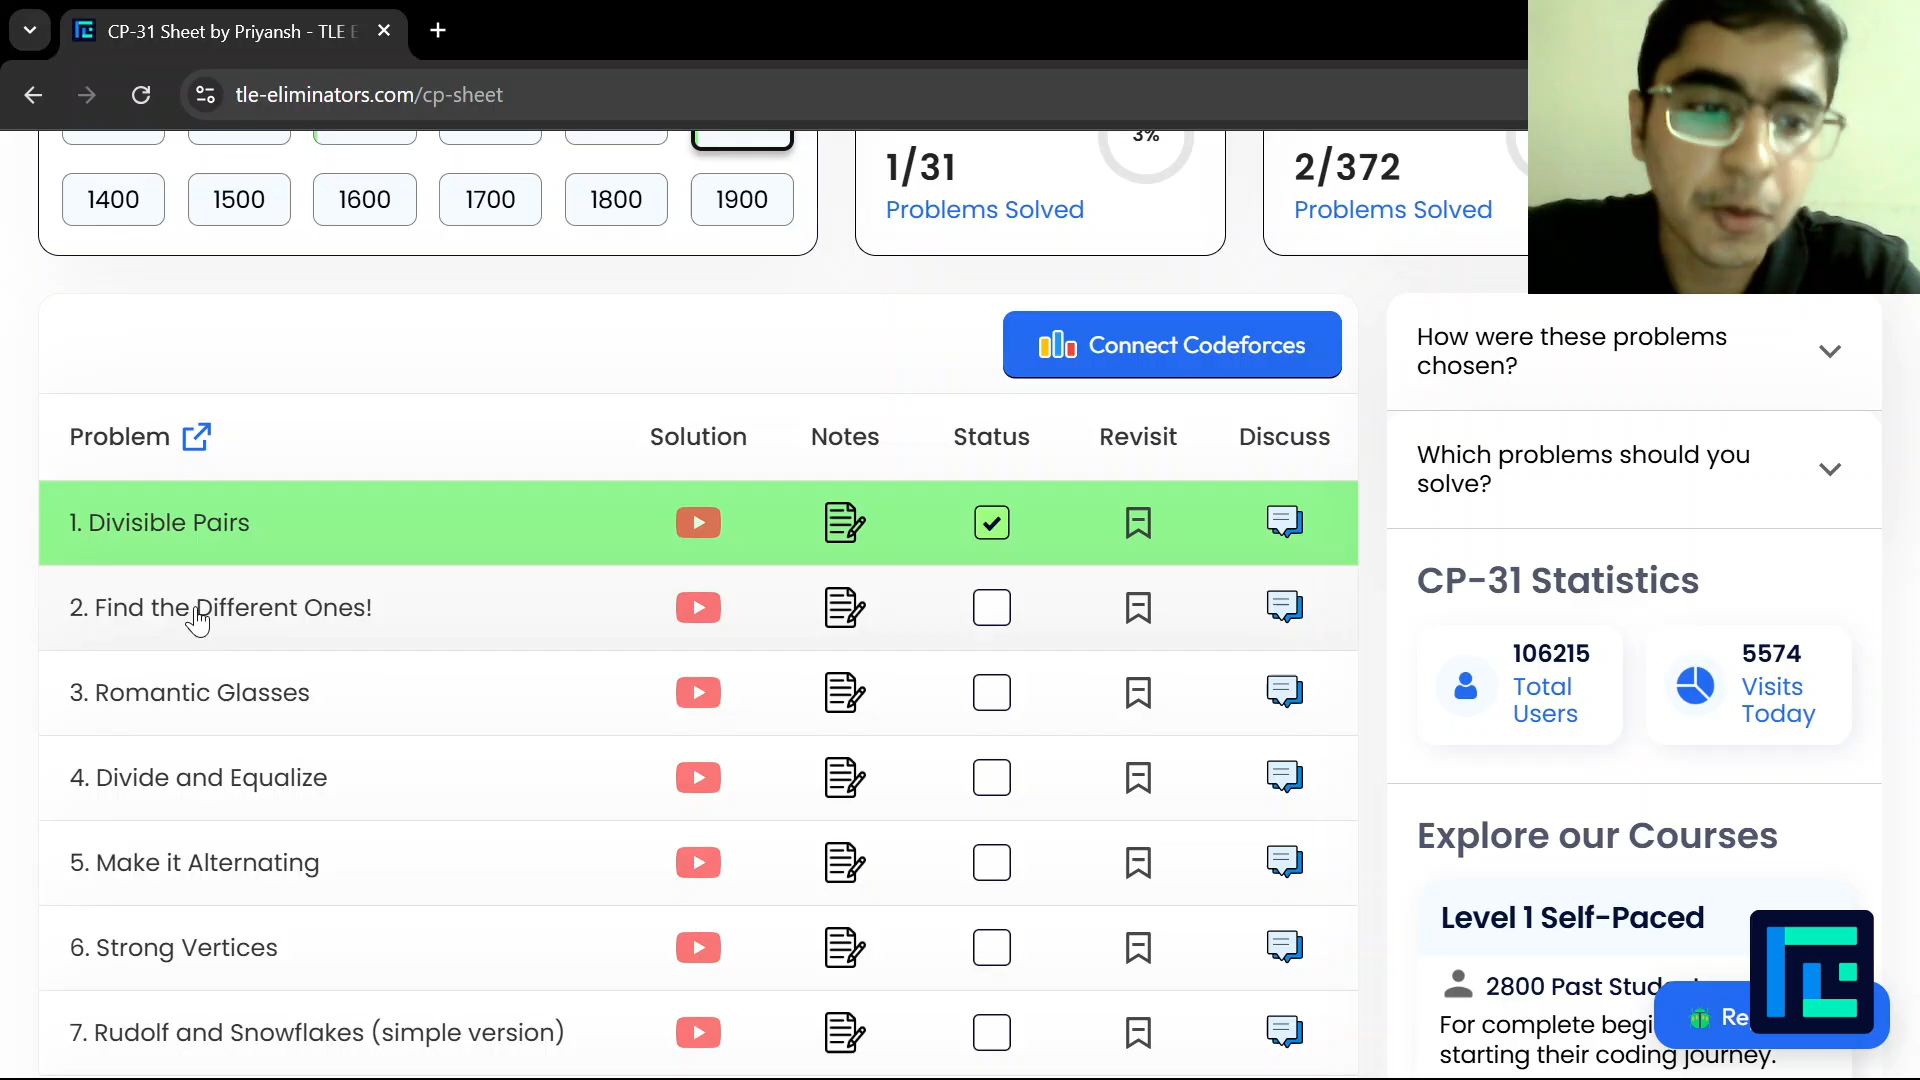 CP-31 Sheet by Priyansh - TLE E
tle-eliminators.com/cp-sheet
1400 1500 1600 1700 1800 1900
1/31
Problems Solved
3%
2/372
Problems Solved
Connect Codeforces
Problem Solution Notes Status Revisit Discuss
1. Divisible Pairs
2. Find the Different Ones!
3. Romantic Glasses
4. Divide and Equalize
5. Make it Alternating
6. Strong Vertices
7. Rudolf and Snowflakes (simple version)
How were these problems
chosen?
Which problems should you
solve?
CP-31 Statistics
106215
Total
Users
5574
Visits
Today
Explore our Courses
Level 1 Self-Paced
2800 Past Stud
For complete begi
starting their coding journey.
Re